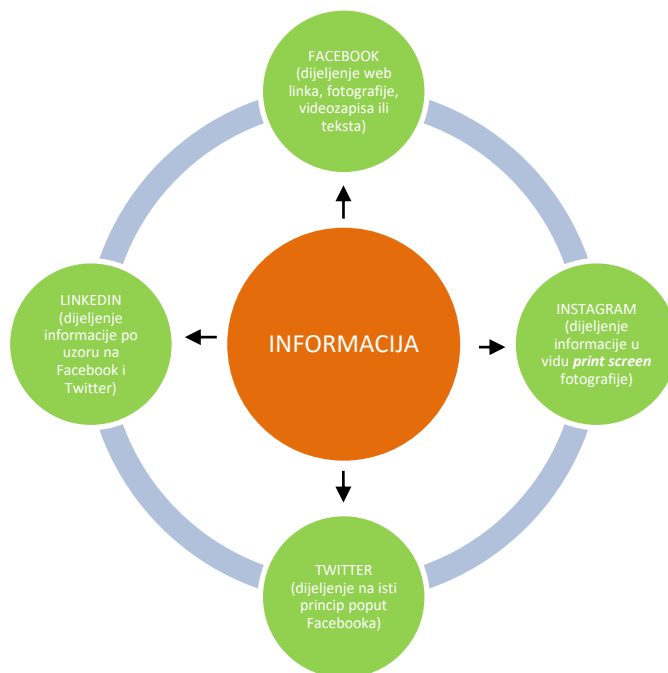 FACEBOOK
(dijeljenje web
linka, fotografije,
videozapisa ili
teksta)
LINKEDIN
(dijeljenje
informacije po
uzoru na
Facebook i
Twitter)
INFORMACIJA
INSTAGRAM
(dijeljenje
informacije u
vidu print screen
fotografije)
TWITTER
(dijeljenje na isti
princip poput
Facebooka)